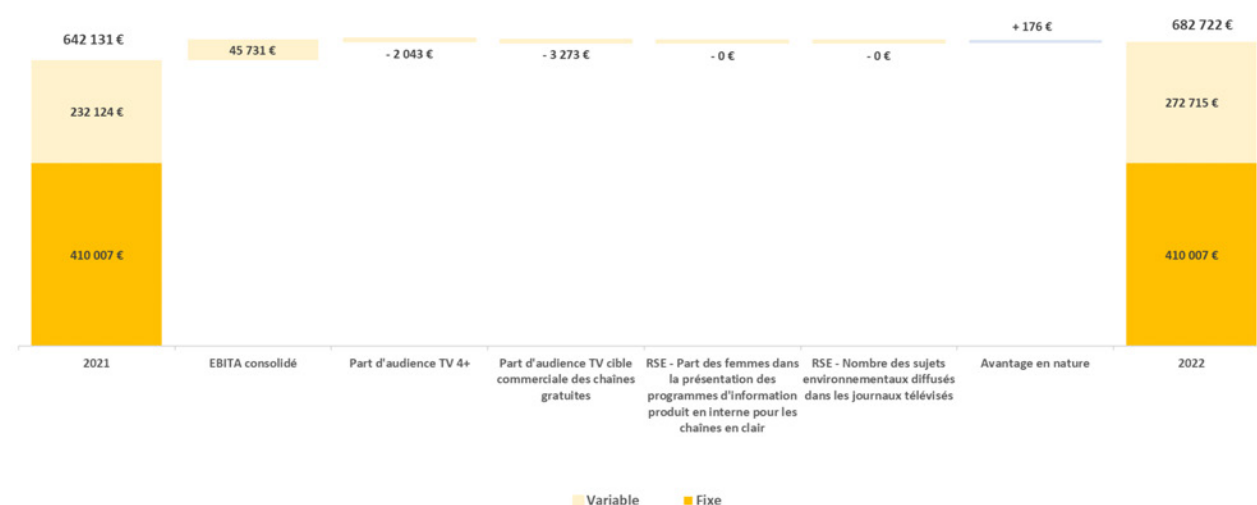 642 131 €
45 731 €
- 2 043 €
- 3 273 €
- 0 €
- 0 €
+ 176 €
682 722 €
232 124 €
272 715 €
410 007 €
410 007 €
2021
EBITA consolidé
Part d'audience TV 4+
Part d'audience TV cible
commerciale des chaînes
gratuites
RSE - Part des femmes dans
la présentation des
programmes d'information
produit en interne pour les
chaînes en clair
RSE - Nombre des sujets
environnementaux diffusés
dans les journaux télévisés
Avantage en nature
2022
Variable
Fixe